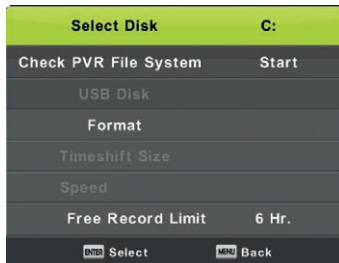 Select Disk C:
Check PVR File System Start
USB Disk
Format
Timeshift Size
Speed
Free Record Limit 6 Hr.
ENTER Select MENU Back